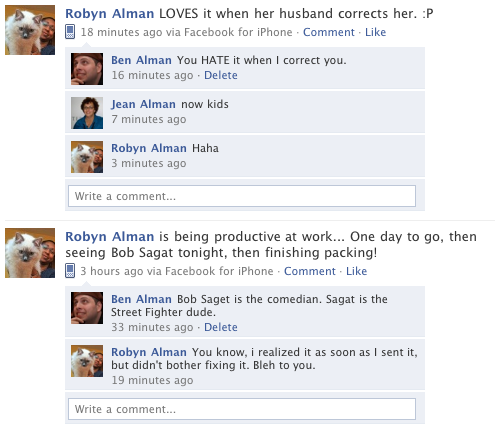 Robyn Alman LOVES it when her husband corrects her. :P
18 minutes ago via Facebook for iPhone · Comment · Like
Ben Alman You HATE it when I correct you.
16 minutes ago · Delete
Jean Alman now kids
7 minutes ago
Robyn Alman Haha
3 minutes ago
Write a comment...
Robyn Alman is being productive at work... One day to go, then
seeing Bob Sagat tonight, then finishing packing!
3 hours ago via Facebook for iPhone · Comment · Like
Ben Alman Bob Saget is the comedian. Sagat is the
Street Fighter dude.
33 minutes ago · Delete
Robyn Alman You know, i realized it as soon as I sent it,
but didn't bother fixing it. Bleh to you.
19 minutes ago
Write a comment...